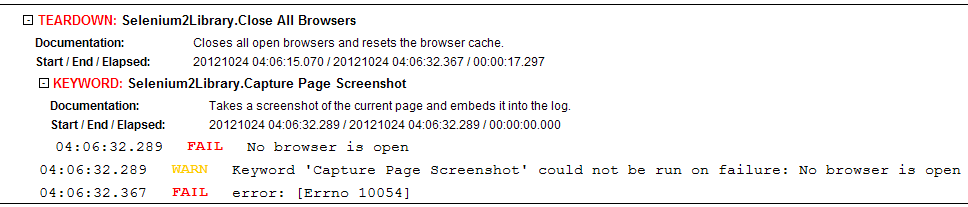 TEARDOWN: Selenium2Library.Close All Browsers
Documentation: Closes all open browsers and resets the browser cache.
Start / End / Elapsed: 20121024 04:06:15.070 / 20121024 04:06:32.367 / 00:00:17.297
KEYWORD: Selenium2Library.Capture Page Screenshot
Documentation: Takes a screenshot of the current page and embeds it into the log.
Start / End / Elapsed: 20121024 04:06:32.289 / 20121024 04:06:32.289 / 00:00:00.000
04:06:32.289 FAIL No browser is open
04:06:32.289 WARN Keyword 'Capture Page Screenshot' could not be run on failure: No browser is open
04:06:32.367 FAIL error: [Errno 10054]